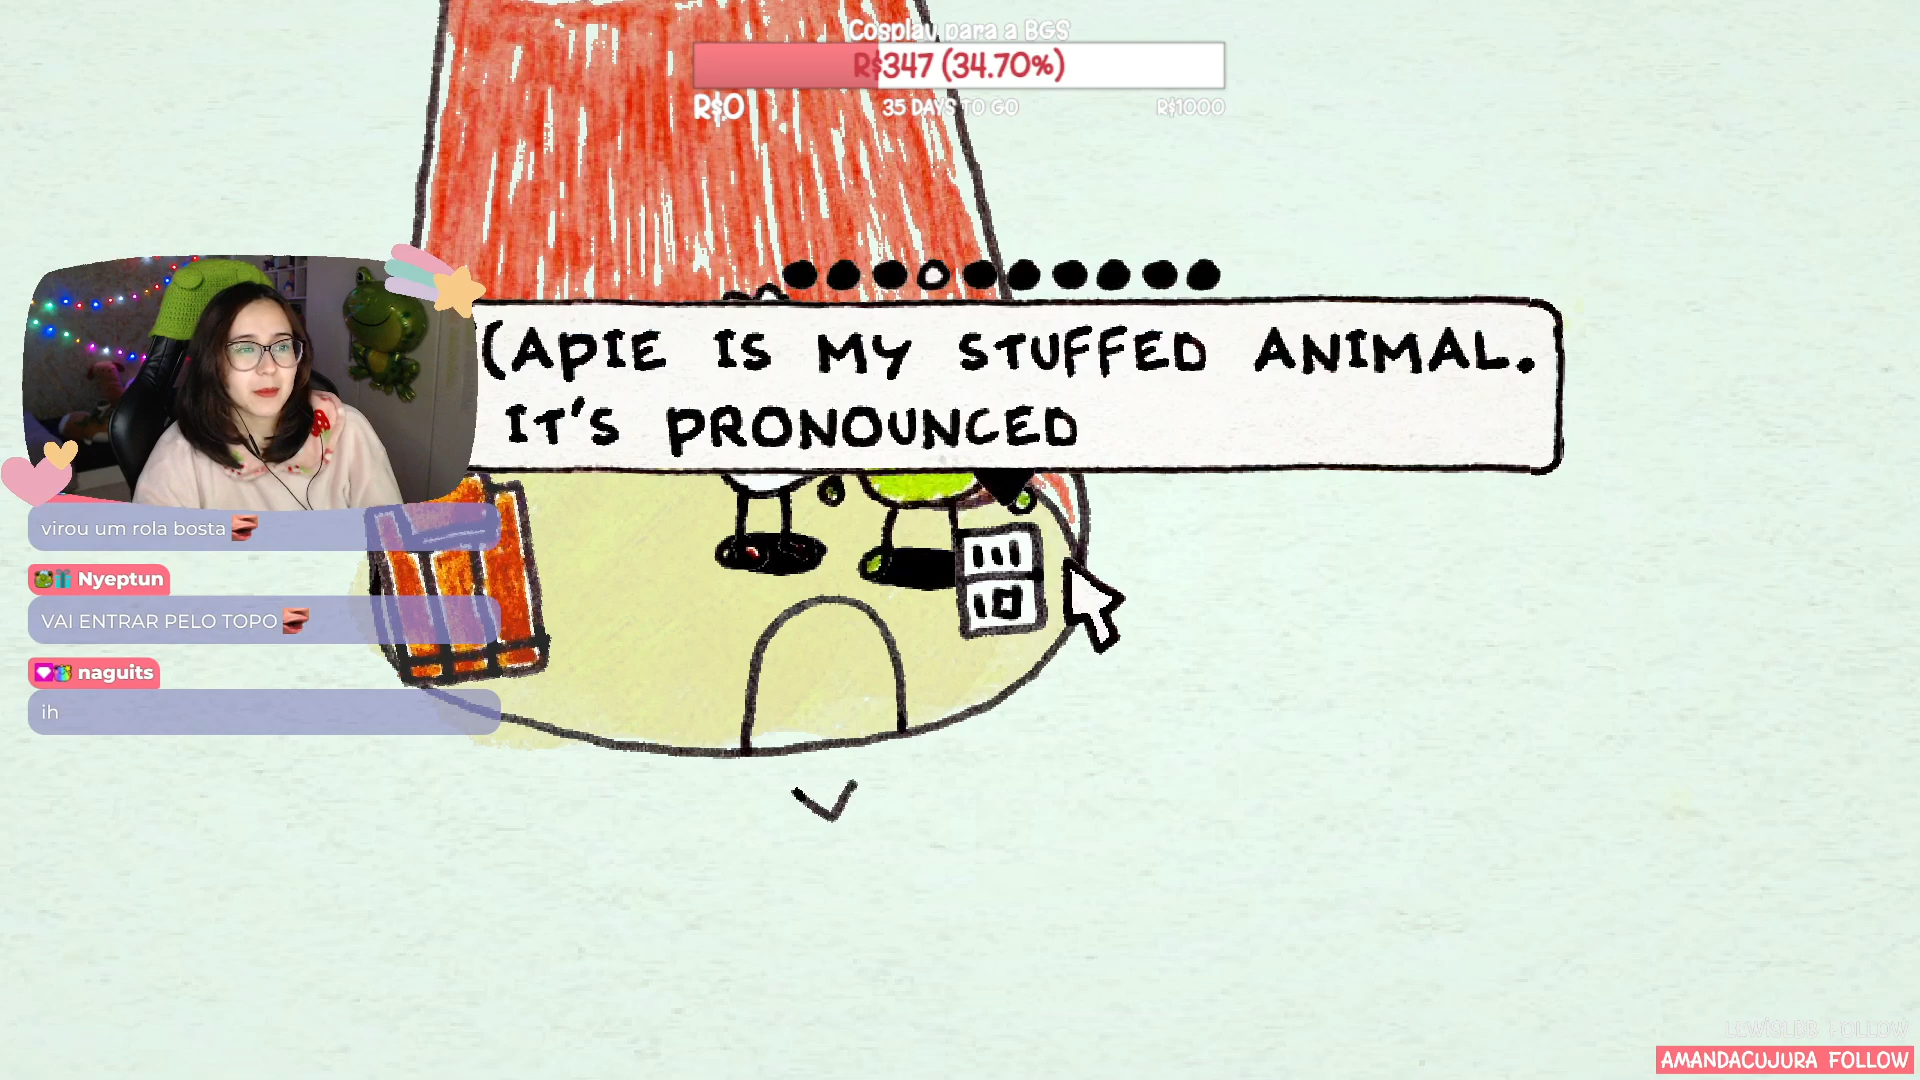 Cosplay para a BGS
R$347 (34.70%)
R$0
35 DAYS TO GO
R$1000
(APIE IS MY STUFFED ANIMAL.
IT'S PRONOUNCED
virou um rola bosta
Nyeptun
VAI ENTRAR PELO TOPO
naguits
ih
FOLLOW
AMANDACUJURA FOLLOW